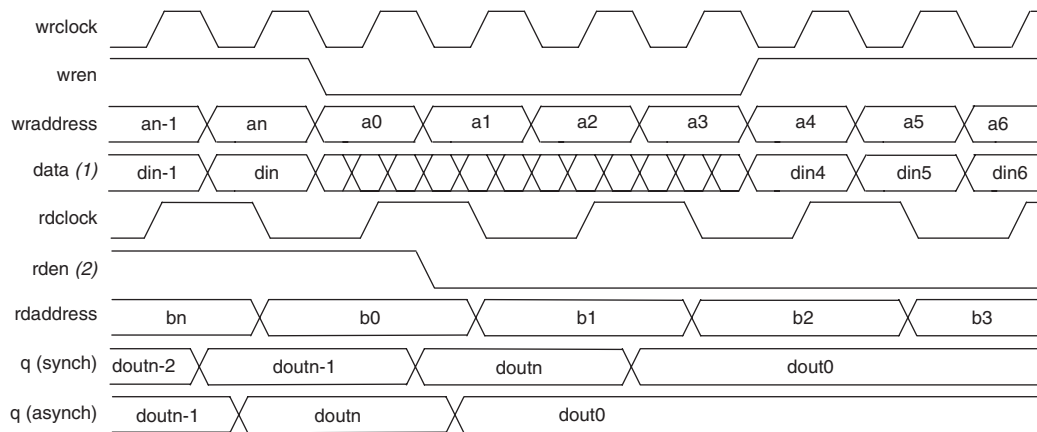 wrclock
wren
wraddress an-1 an a0 a1 a2 a3 a4 a5 a6
data (1) din-1 din din4 din5 din6
rdclock
rden (2)
rdaddress bn b0 b1 b2 b3
q (synch) doutn-2 doutn-1 doutn dout0
q (asynch) doutn-1 doutn dout0